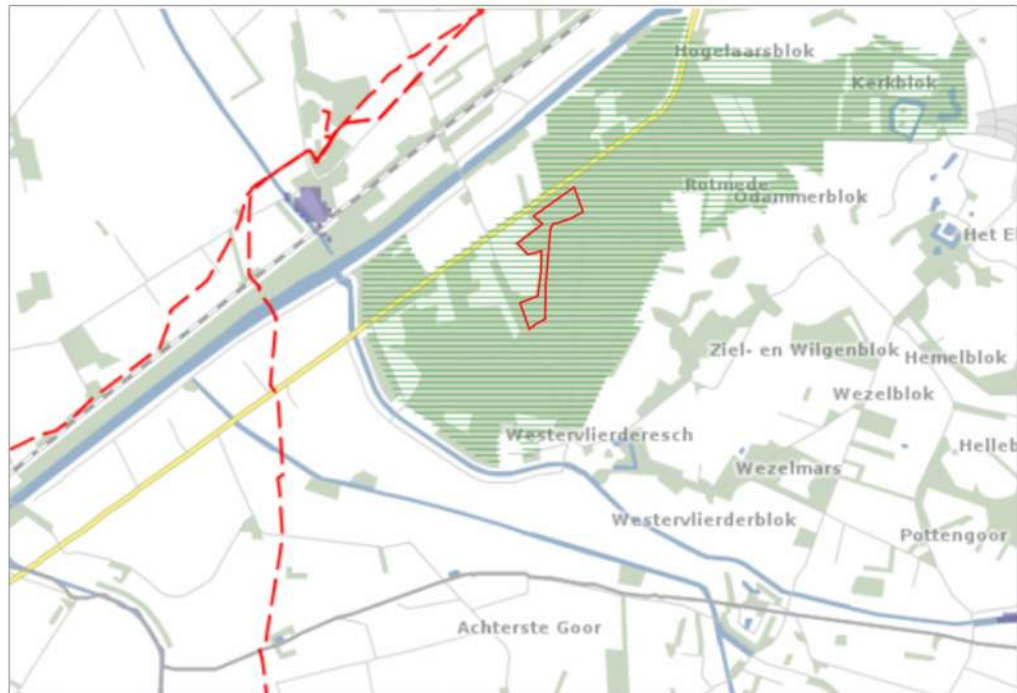 Hogelaarsblok
Kerkblok
Rotmede
Odammerblok
Het El
Ziel- en Wilgenblok
Hemelblok
Wezelblok
Westervlierderesch
Helleb
Wezelmars
Westervlierderblok
Pottengoor
Achterste Goor